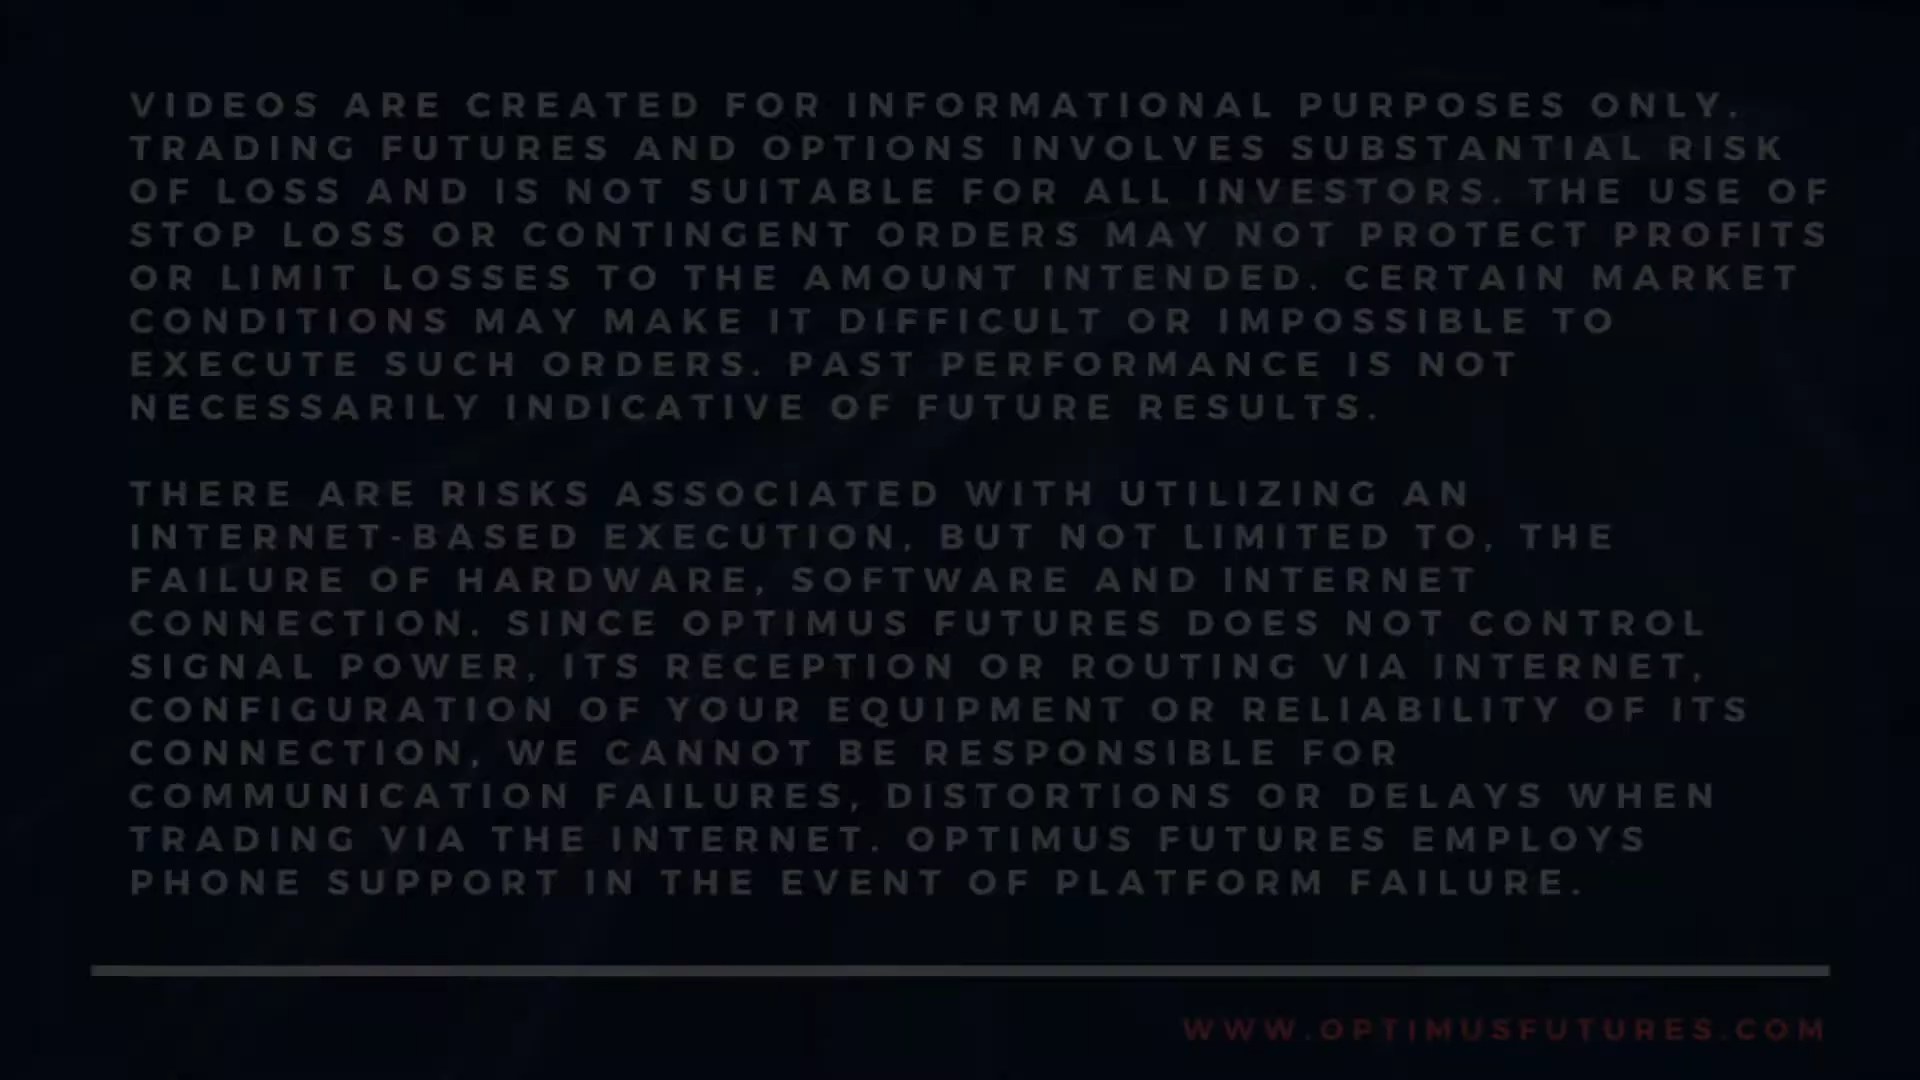 VIDEOS ARE CREATED FOR INFORMATIONAL PURPOSES ONLY.
TRADING FUTURES AND OPTIONS INVOLVES SUBSTANTIAL RISK
OF LOSS AND IS NOT SUITABLE FOR ALL INVESTORS. THE USE OF
STOP LOSS OR CONTINGENT ORDERS MAY NOT PROTECT PROFITS
OR LIMIT LOSSES TO THE AMOUNT INTENDED. CERTAIN MARKET
CONDITIONS MAY MAKE IT DIFFICULT OR IMPOSSIBLE TO
EXECUTE SUCH ORDERS. PAST PERFORMANCE IS NOT
NECESSARILY INDICATIVE OF FUTURE RESULTS.
THERE ARE RISKS ASSOCIATED WITH UTILIZING AN
INTERNET-BASED EXECUTION, BUT NOT LIMITED TO, THE
FAILURE OF HARDWARE, SOFTWARE AND INTERNET
CONNECTION. SINCE OPTIMUS FUTURES DOES NOT CONTROL
SIGNAL POWER, ITS RECEPTION OR ROUTING VIA INTERNET,
CONFIGURATION OF YOUR EQUIPMENT OR RELIABILITY OF ITS
CONNECTION, WE CANNOT BE RESPONSIBLE FOR
COMMUNICATION FAILURES, DISTORTIONS OR DELAYS WHEN
TRADING VIA THE INTERNET. OPTIMUS FUTURES EMPLOYS
PHONE SUPPORT IN THE EVENT OF PLATFORM FAILURE.
WWW.OPTIMUSFUTURES.COM